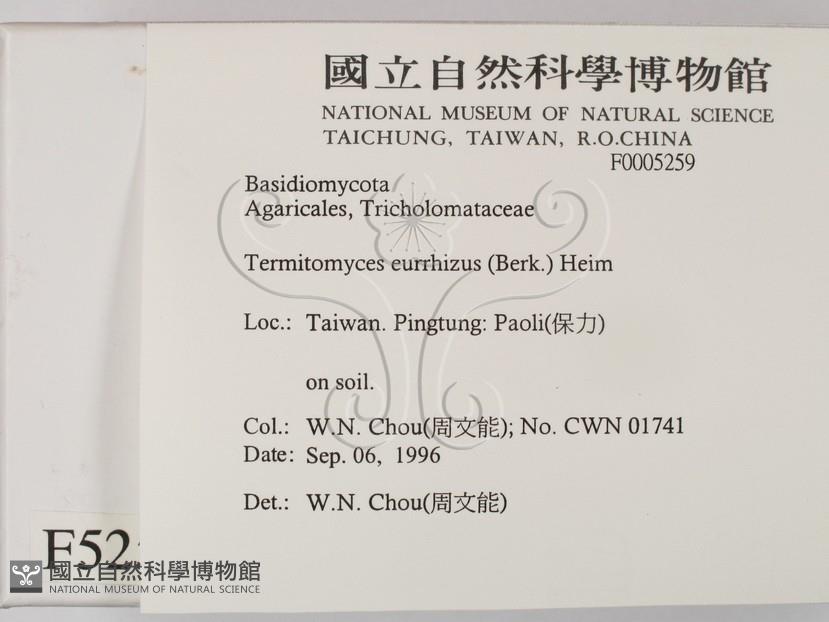 國立自然科學博物館
NATIONAL MUSEUM OF NATURAL SCIENCE
TAICHUNG, TAIWAN, R.O.CHINA
F0005259
Basidiomycota
Agaricales, Tricholomataceae
Termitomyces eurrhizus (Berk.) Heim
Loc.: Taiwan. Pingtung: Paoli(保力)
on soil.
Col.: W.N. Chou(周文能); No. CWN 01741
Date: Sep. 06, 1996
Det.: W.N. Chou(周文能)
F52
國立自然科學博物館
NATIONAL MUSEUM OF NATURAL SCIENCE